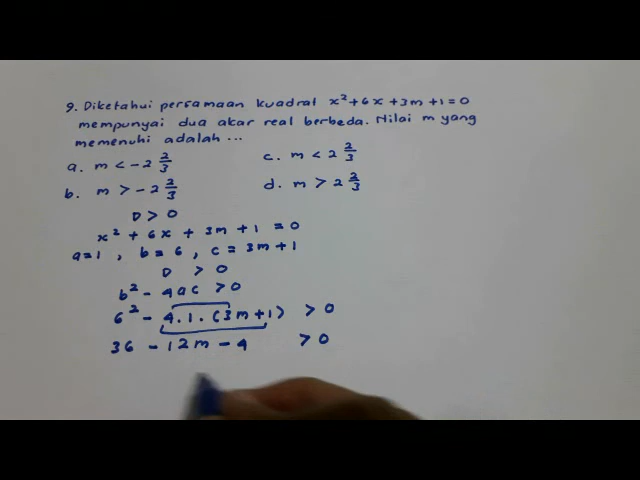 9. Diketahui persamaan kuadrat x²+6x+3m+1=0
mempunyai dua akar real berbeda. Nilai m yang
memenuhi adalah ...
a. m < -2 2/3
c. m < 2 2/3
b. m > -2 2/3
d. m > 2 2/3
D > 0
x² + 6x + 3m + 1 = 0
a=1 , b=6 , c=3m+1
D > 0
b² - 4ac > 0
6² - 4.1.(3m+1) > 0
36 - 12m - 4 > 0